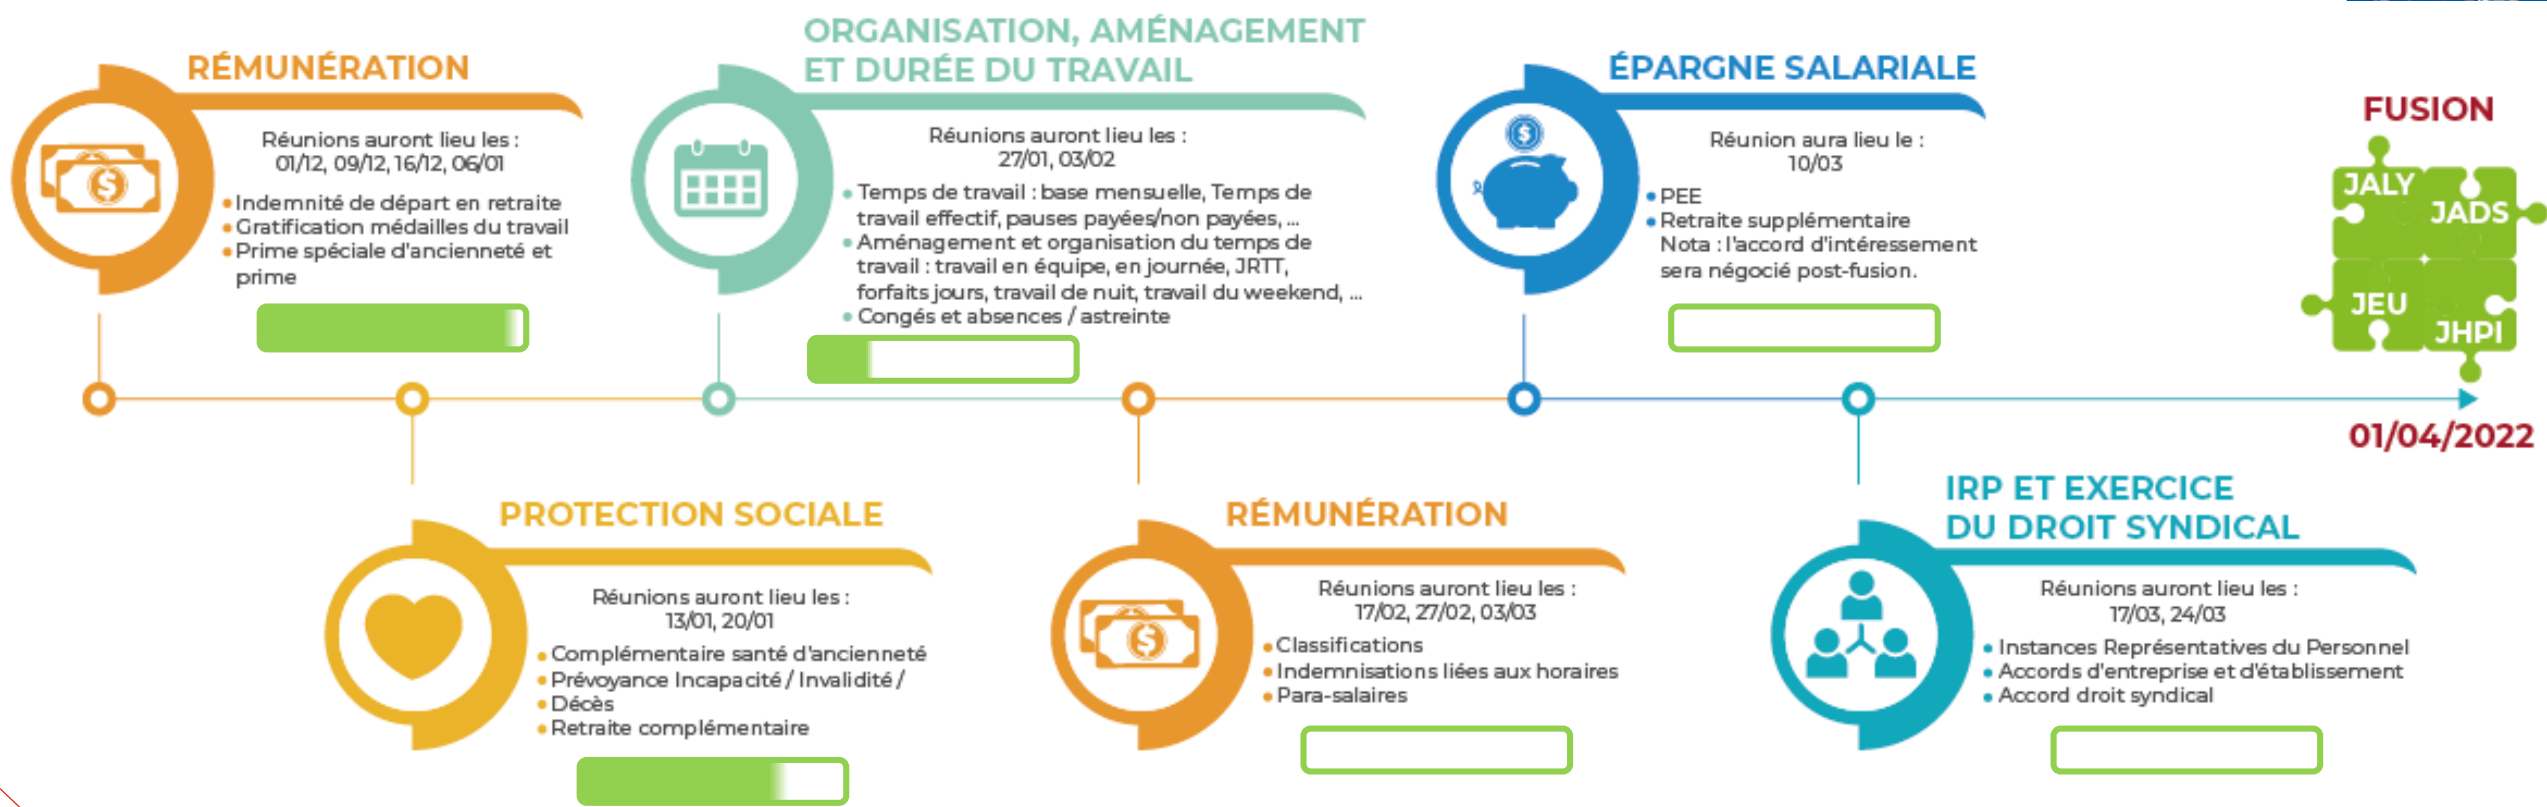 RÉMUNÉRATION
Réunions auront lieu les :
01/12, 09/12, 16/12, 06/01
• Indemnité de départ en retraite
• Gratification médailles du travail
• Prime spéciale d'ancienneté et
prime
ORGANISATION, AMÉNAGEMENT
ET DURÉE DU TRAVAIL
Réunions auront lieu les :
27/01, 03/02
• Temps de travail : base mensuelle, Temps de
travail effectif, pauses payées/non payées, ...
• Aménagement et organisation du temps de
travail : travail en équipe, en journée, JRTT,
forfaits jours, travail de nuit, travail du weekend, ...
• Congés et absences / astreinte
ÉPARGNE SALARIALE
Réunion aura lieu le :
10/03
• PEE
• Retraite supplémentaire
Nota : l'accord d'intéressement
sera négocié post-fusion.
FUSION
JALY
JADS
JEU
JHPI
01/04/2022
PROTECTION SOCIALE
Réunions auront lieu les :
13/01, 20/01
• Complémentaire santé d'ancienneté
• Prévoyance Incapacité / Invalidité /
• Décès
• Retraite complémentaire
RÉMUNÉRATION
Réunions auront lieu les :
17/02, 27/02, 03/03
• Classifications
• Indemnisations liées aux horaires
• Para-salaires
IRP ET EXERCICE
DU DROIT SYNDICAL
Réunions auront lieu les :
17/03, 24/03
• Instances Représentatives du Personnel
• Accords d'entreprise et d'établissement
• Accord droit syndical